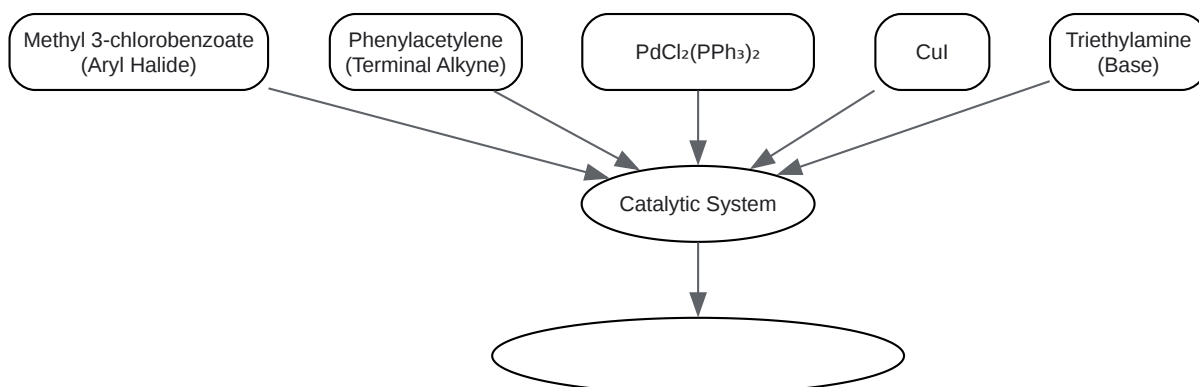 Methyl 3-chlorobenzoate
(Aryl Halide)
Phenylacetylene
(Terminal Alkyne)
PdCl₂(PPh₃)₂
CuI
Triethylamine
(Base)
Catalytic System